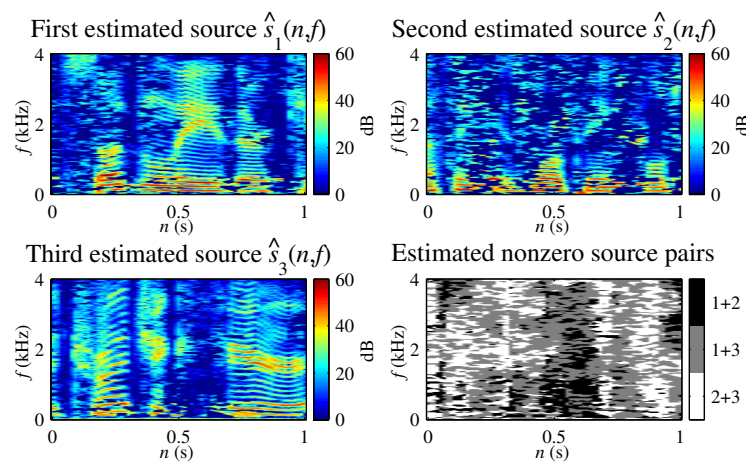 First estimated source ŝ₁(n,f)
4
2
0
f (kHz)
0 0.5 1
n (s)
60
40
20
0
dB
Second estimated source ŝ₂(n,f)
4
2
0
f (kHz)
0 0.5 1
n (s)
60
40
20
0
dB
Third estimated source ŝ₃(n,f)
4
2
0
f (kHz)
0 0.5 1
n (s)
60
40
20
0
dB
Estimated nonzero source pairs
4
2
0
f (kHz)
0 0.5 1
n (s)
1+2
1+3
2+3